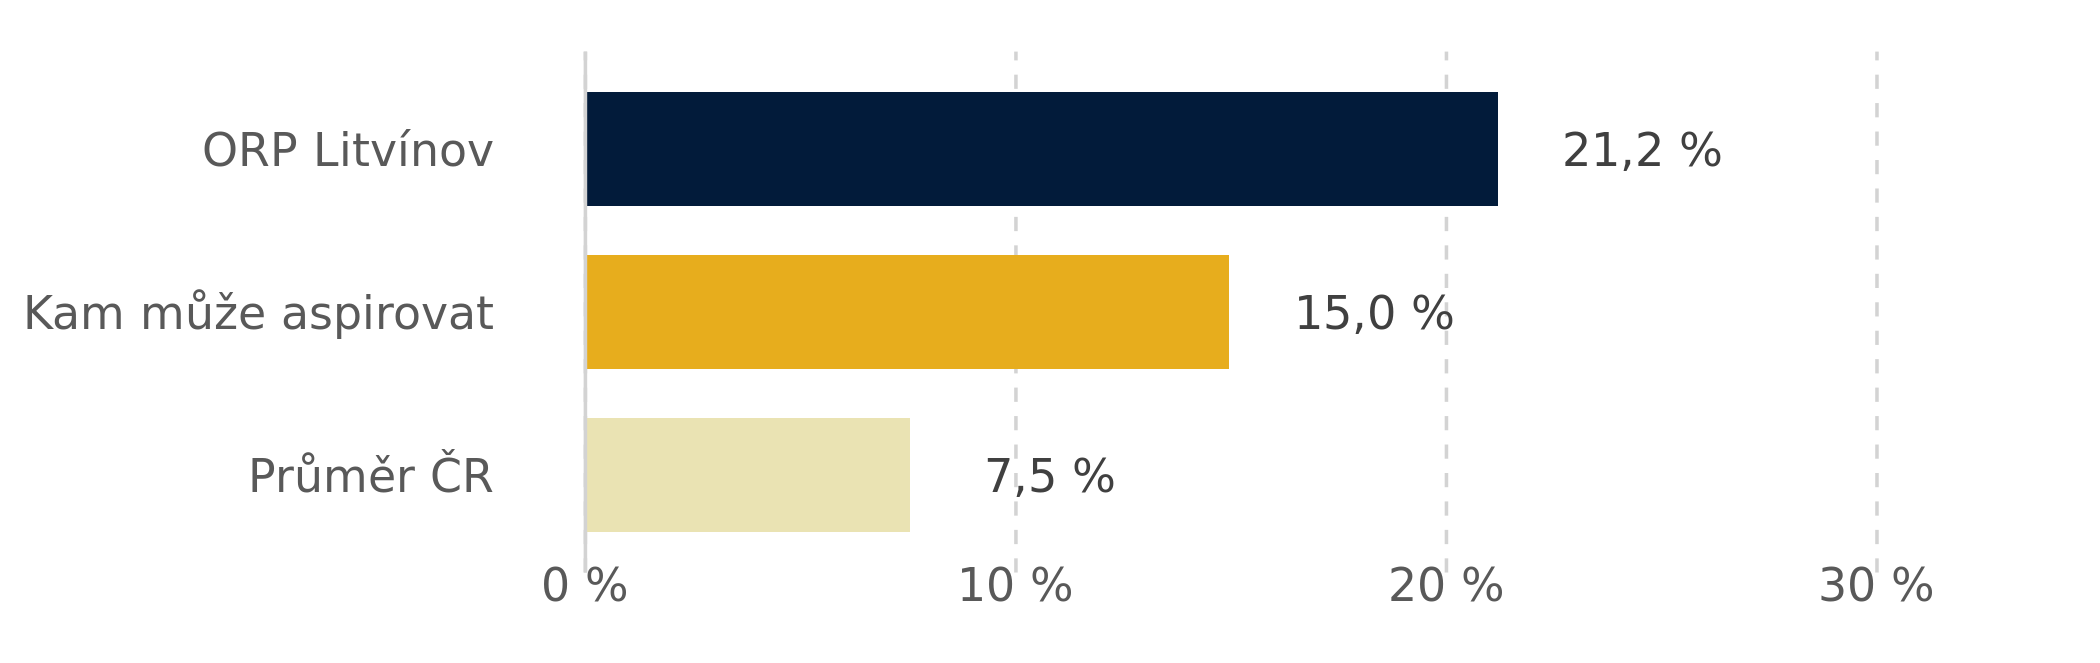 ORP Litvínov 21,2 %
Kam může aspirovat 15,0 %
Průměr ČR 7,5 %
0 % 10 % 20 % 30 %